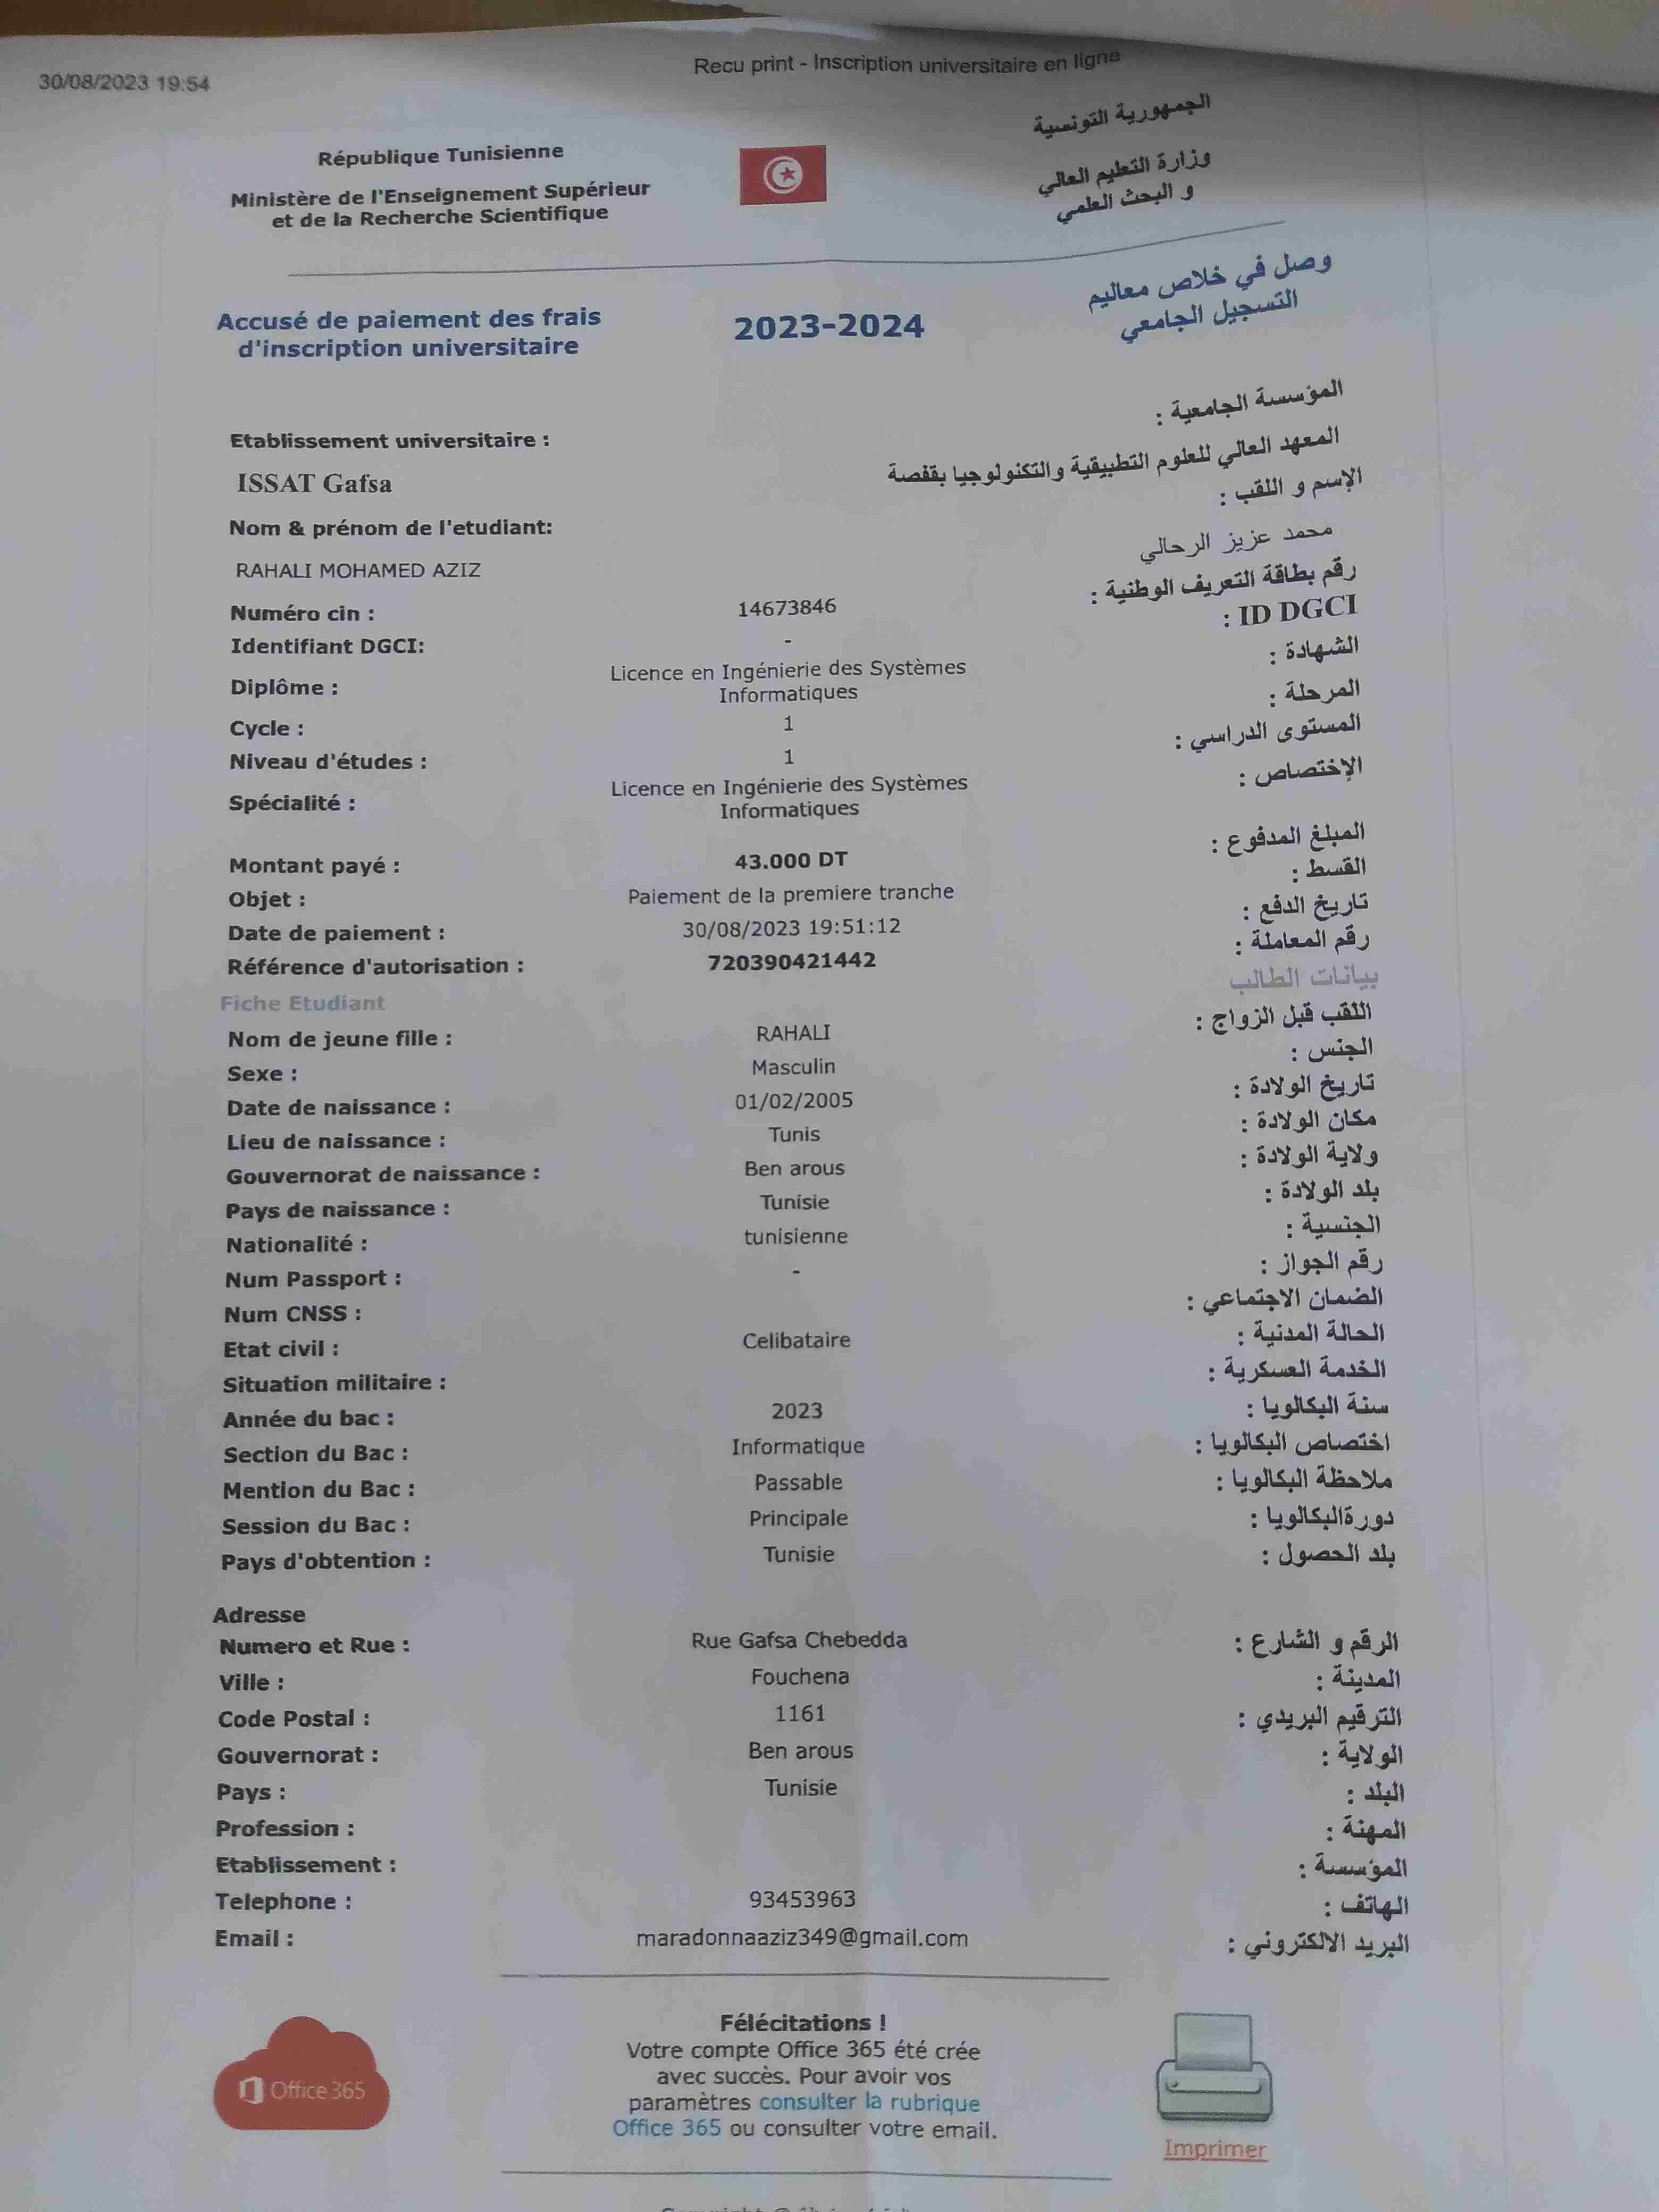 30/08/2023 19:54
Recu print - Inscription universitaire en ligne
République Tunisienne
الجمهورية التونسية
Ministère de l'Enseignement Supérieur
et de la Recherche Scientifique
وزارة التعليم العالي
و البحث العلمي
Accusé de paiement des frais
d'inscription universitaire
2023-2024
وصل في خلاص معاليم
التسجيل الجامعي
Etablissement universitaire :
المؤسسة الجامعية :
ISSAT Gafsa
المعهد العالي للعلوم التطبيقية والتكنولوجيا بقفصة
Nom & prénom de l'etudiant:
الإسم و اللقب :
RAHALI MOHAMED AZIZ
محمد عزيز الرحالي
Numéro cin : 14673846 رقم بطاقة التعريف الوطنية :
Identifiant DGCI: - ID DGCI :
Diplôme : Licence en Ingénierie des Systèmes
Informatiques الشهادة :
Cycle : 1 المرحلة :
Niveau d'études : 1 المستوى الدراسي :
Spécialité : Licence en Ingénierie des Systèmes
Informatiques الإختصاص :
Montant payé : 43.000 DT المبلغ المدفوع :
Objet : Paiement de la premiere tranche القسط :
Date de paiement : 30/08/2023 19:51:12 تاريخ الدفع :
Référence d'autorisation : 720390421442 رقم المعاملة :
Fiche Etudiant بيانات الطالب
Nom de jeune fille : RAHALI اللقب قبل الزواج :
Sexe : Masculin الجنس :
Date de naissance : 01/02/2005 تاريخ الولادة :
Lieu de naissance : Tunis مكان الولادة :
Gouvernorat de naissance : Ben arous ولاية الولادة :
Pays de naissance : Tunisie بلد الولادة :
Nationalité : tunisienne الجنسية :
Num Passport : - رقم الجواز :
Num CNSS : الضمان الاجتماعي :
Etat civil : Celibataire الحالة المدنية :
Situation militaire : الخدمة العسكرية :
Année du bac : 2023 سنة البكالويا :
Section du Bac : Informatique اختصاص البكالويا :
Mention du Bac : Passable ملاحظة البكالويا :
Session du Bac : Principale دورةالبكالويا :
Pays d'obtention : Tunisie بلد الحصول :
Adresse
Numero et Rue : Rue Gafsa Chebedda الرقم و الشارع :
Ville : Fouchena المدينة :
Code Postal : 1161 الترقيم البريدي :
Gouvernorat : Ben arous الولاية :
Pays : Tunisie البلد :
Profession : المهنة :
Etablissement : المؤسسة :
Telephone : 93453963 الهاتف :
Email : maradonnaaziz349@gmail.com البريد الالكتروني :
Félécitations !
Votre compte Office 365 été crée
avec succès. Pour avoir vos
paramètres consulter la rubrique
Office 365 ou consulter votre email.
Office 365
Imprimer